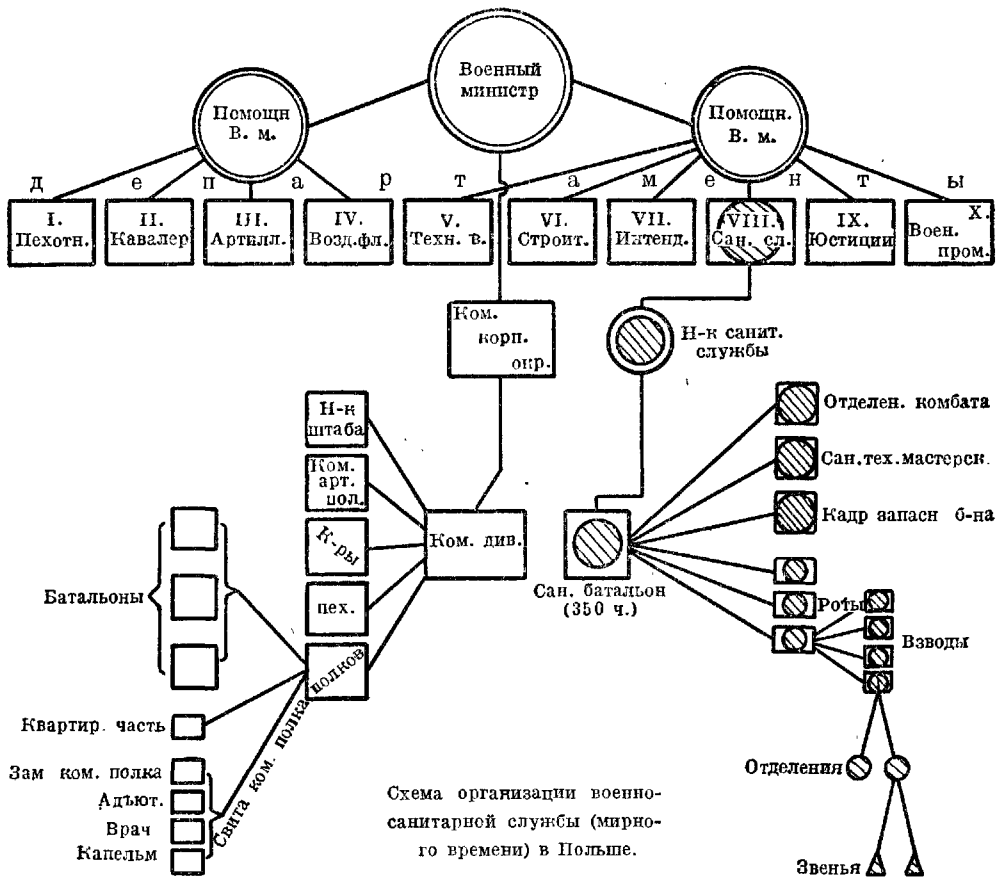 Военный
министр
Помощн
В. м.
Помощн.
В. м.
Д е п а р т а м е н т ы
I.
Пехотн.
II.
Кавалер
III.
Артилл.
IV.
Возд.фл.
V.
Техн. в.
VI.
Строит.
VII.
Интенд.
VIII.
Сан. сл.
IX.
Юстиции
X.
Воен.
пром.
Ком.
корп.
окр.
Н-к санит.
службы
Н-к
штаба
Ком.
арт.
пол.
К-ры
пех.
полков
Ком. див.
Сан. батальон
(350 ч.)
Отделен. комбата
Сан.тех.мастерск.
Кадр запасн б-на
Роты
Взводы
Отделения
Звенья
Батальоны
Квартир. часть
Зам ком. полка
Адъют.
Врач
Капельм
Свита ком. полка
Схема организации военно-
санитарной службы (мирно-
го времени) в Польше.